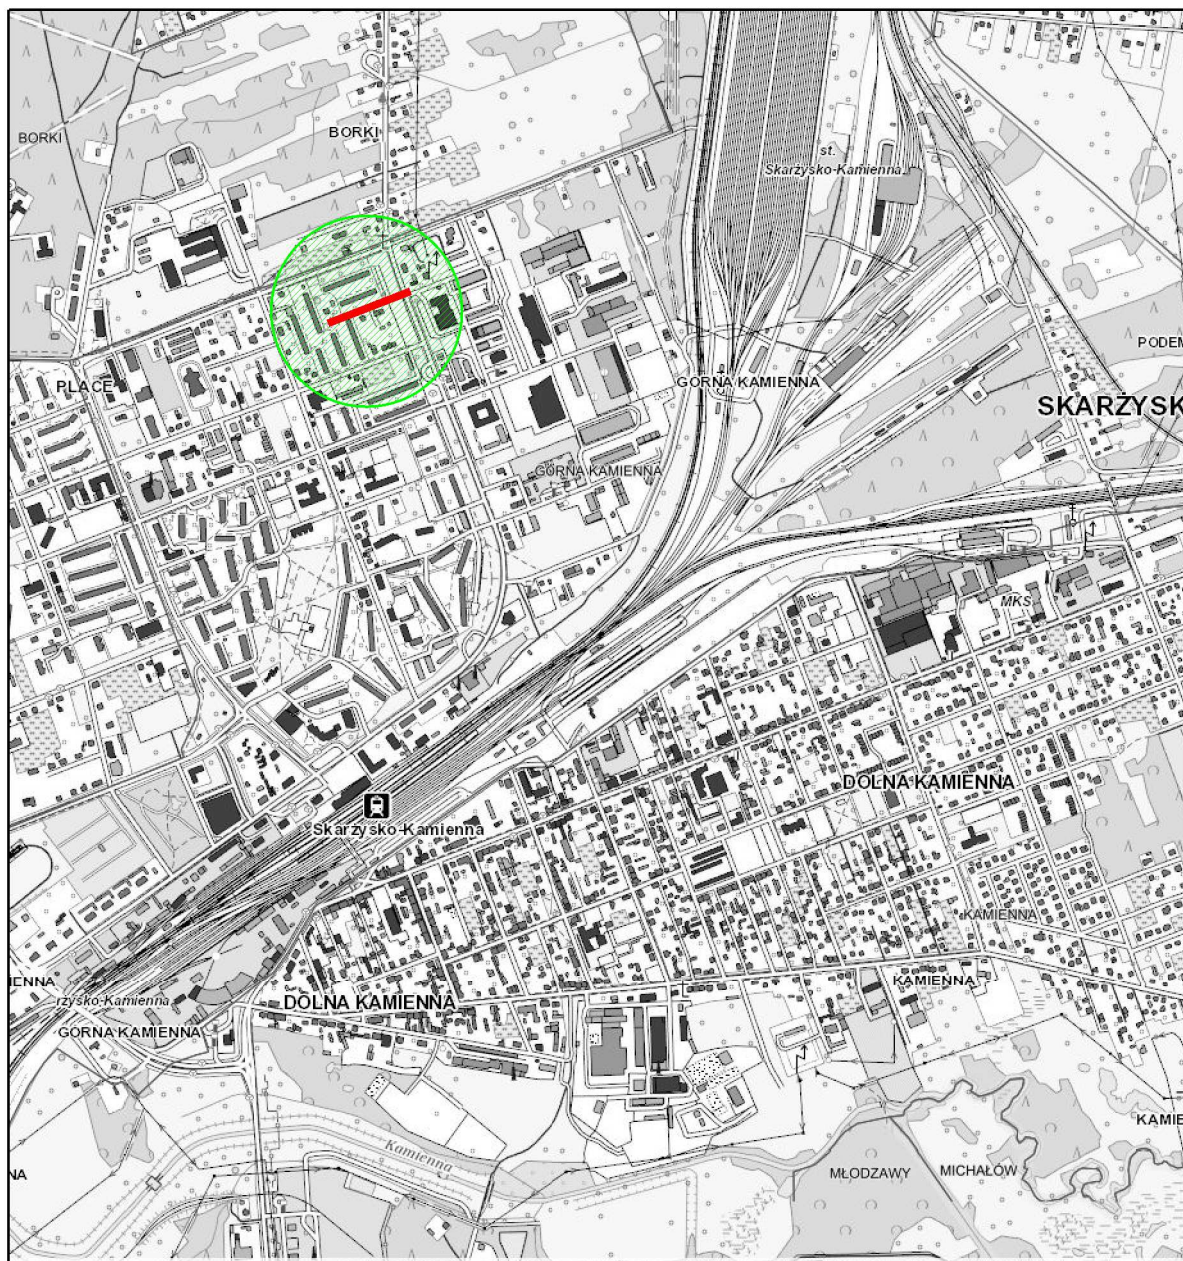 BORKI
BORKI
st.
Skarżysko-Kamienna
PODEM
PLACE
GÓRNA KAMIENNA
SKARŻYSK
GÓRNA KAMIENNA
MKS
DOLNA KAMIENNA
Skarżysko-Kamienna
KAMIENNA
IENNA
KAMIENNA
rżysko-Kamienna
DOLNA KAMIENNA
GÓRNA KAMIENNA
KAMIE
Kamienna
NA
MŁODZAWY
MICHAŁÓW